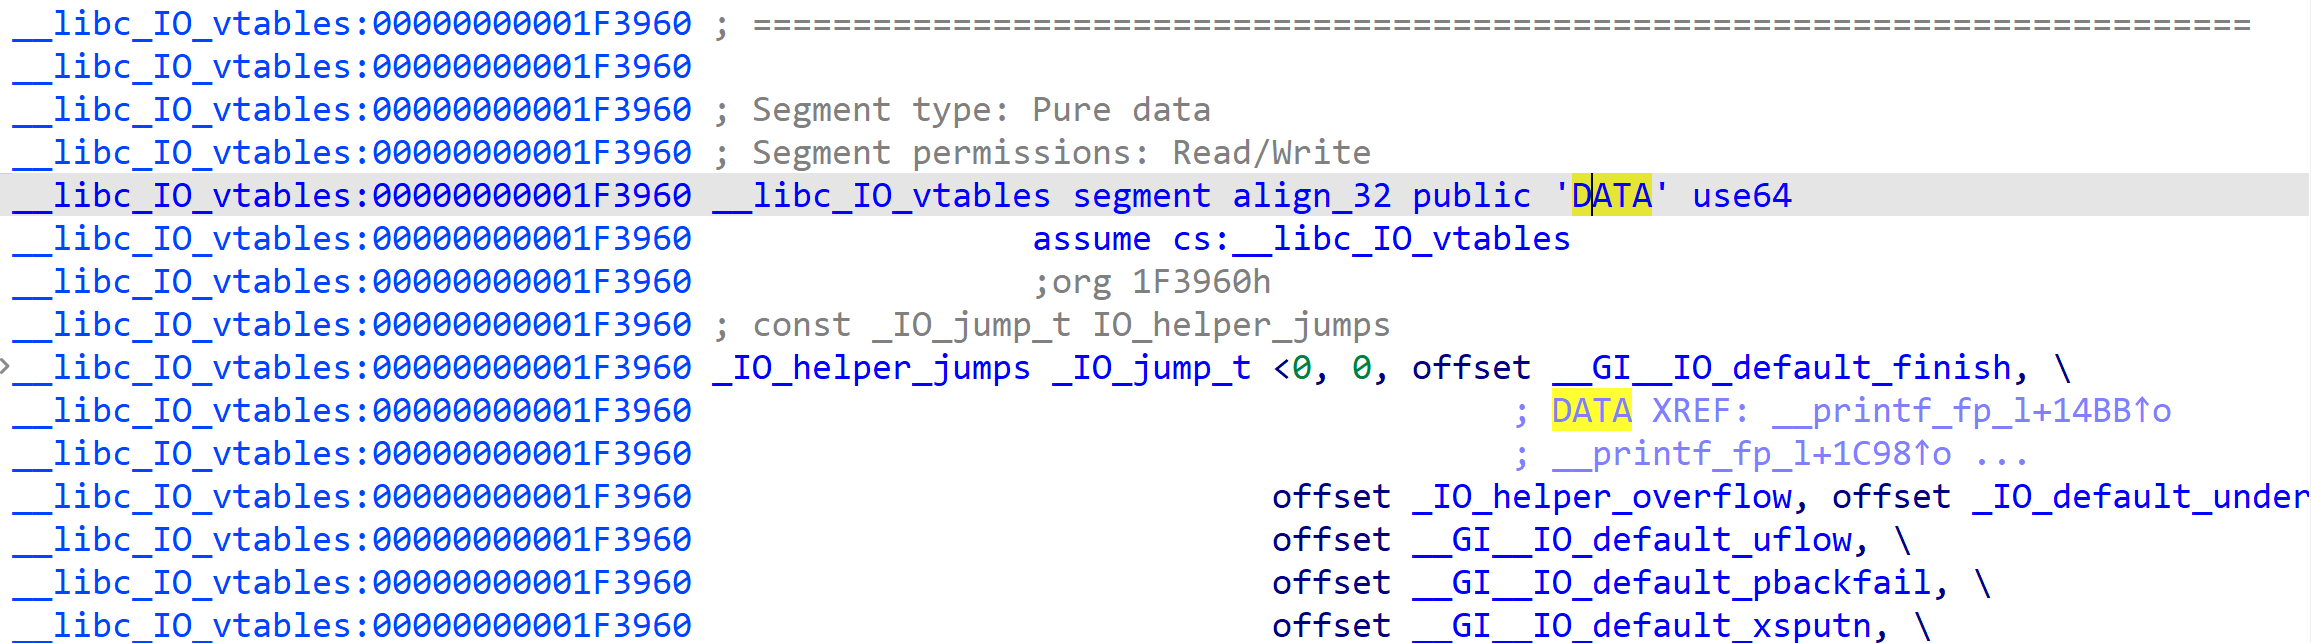 __libc_IO_vtables:00000000001F3960 ; ===========================================================================
__libc_IO_vtables:00000000001F3960
__libc_IO_vtables:00000000001F3960 ; Segment type: Pure data
__libc_IO_vtables:00000000001F3960 ; Segment permissions: Read/Write
__libc_IO_vtables:00000000001F3960 __libc_IO_vtables segment align_32 public 'DATA' use64
__libc_IO_vtables:00000000001F3960                 assume cs:__libc_IO_vtables
__libc_IO_vtables:00000000001F3960                 ;org 1F3960h
__libc_IO_vtables:00000000001F3960 ; const _IO_jump_t IO_helper_jumps
__libc_IO_vtables:00000000001F3960 _IO_helper_jumps _IO_jump_t <0, 0, offset __GI__IO_default_finish, \
__libc_IO_vtables:00000000001F3960                                         ; DATA XREF: __printf_fp_l+14BB↑o
__libc_IO_vtables:00000000001F3960                                         ; __printf_fp_l+1C98↑o ...
__libc_IO_vtables:00000000001F3960                             offset _IO_helper_overflow, offset _IO_default_under
__libc_IO_vtables:00000000001F3960                             offset __GI__IO_default_uflow, \
__libc_IO_vtables:00000000001F3960                             offset __GI__IO_default_pbackfail, \
__libc_IO_vtables:00000000001F3960                             offset __GI__IO_default_xsputn, \